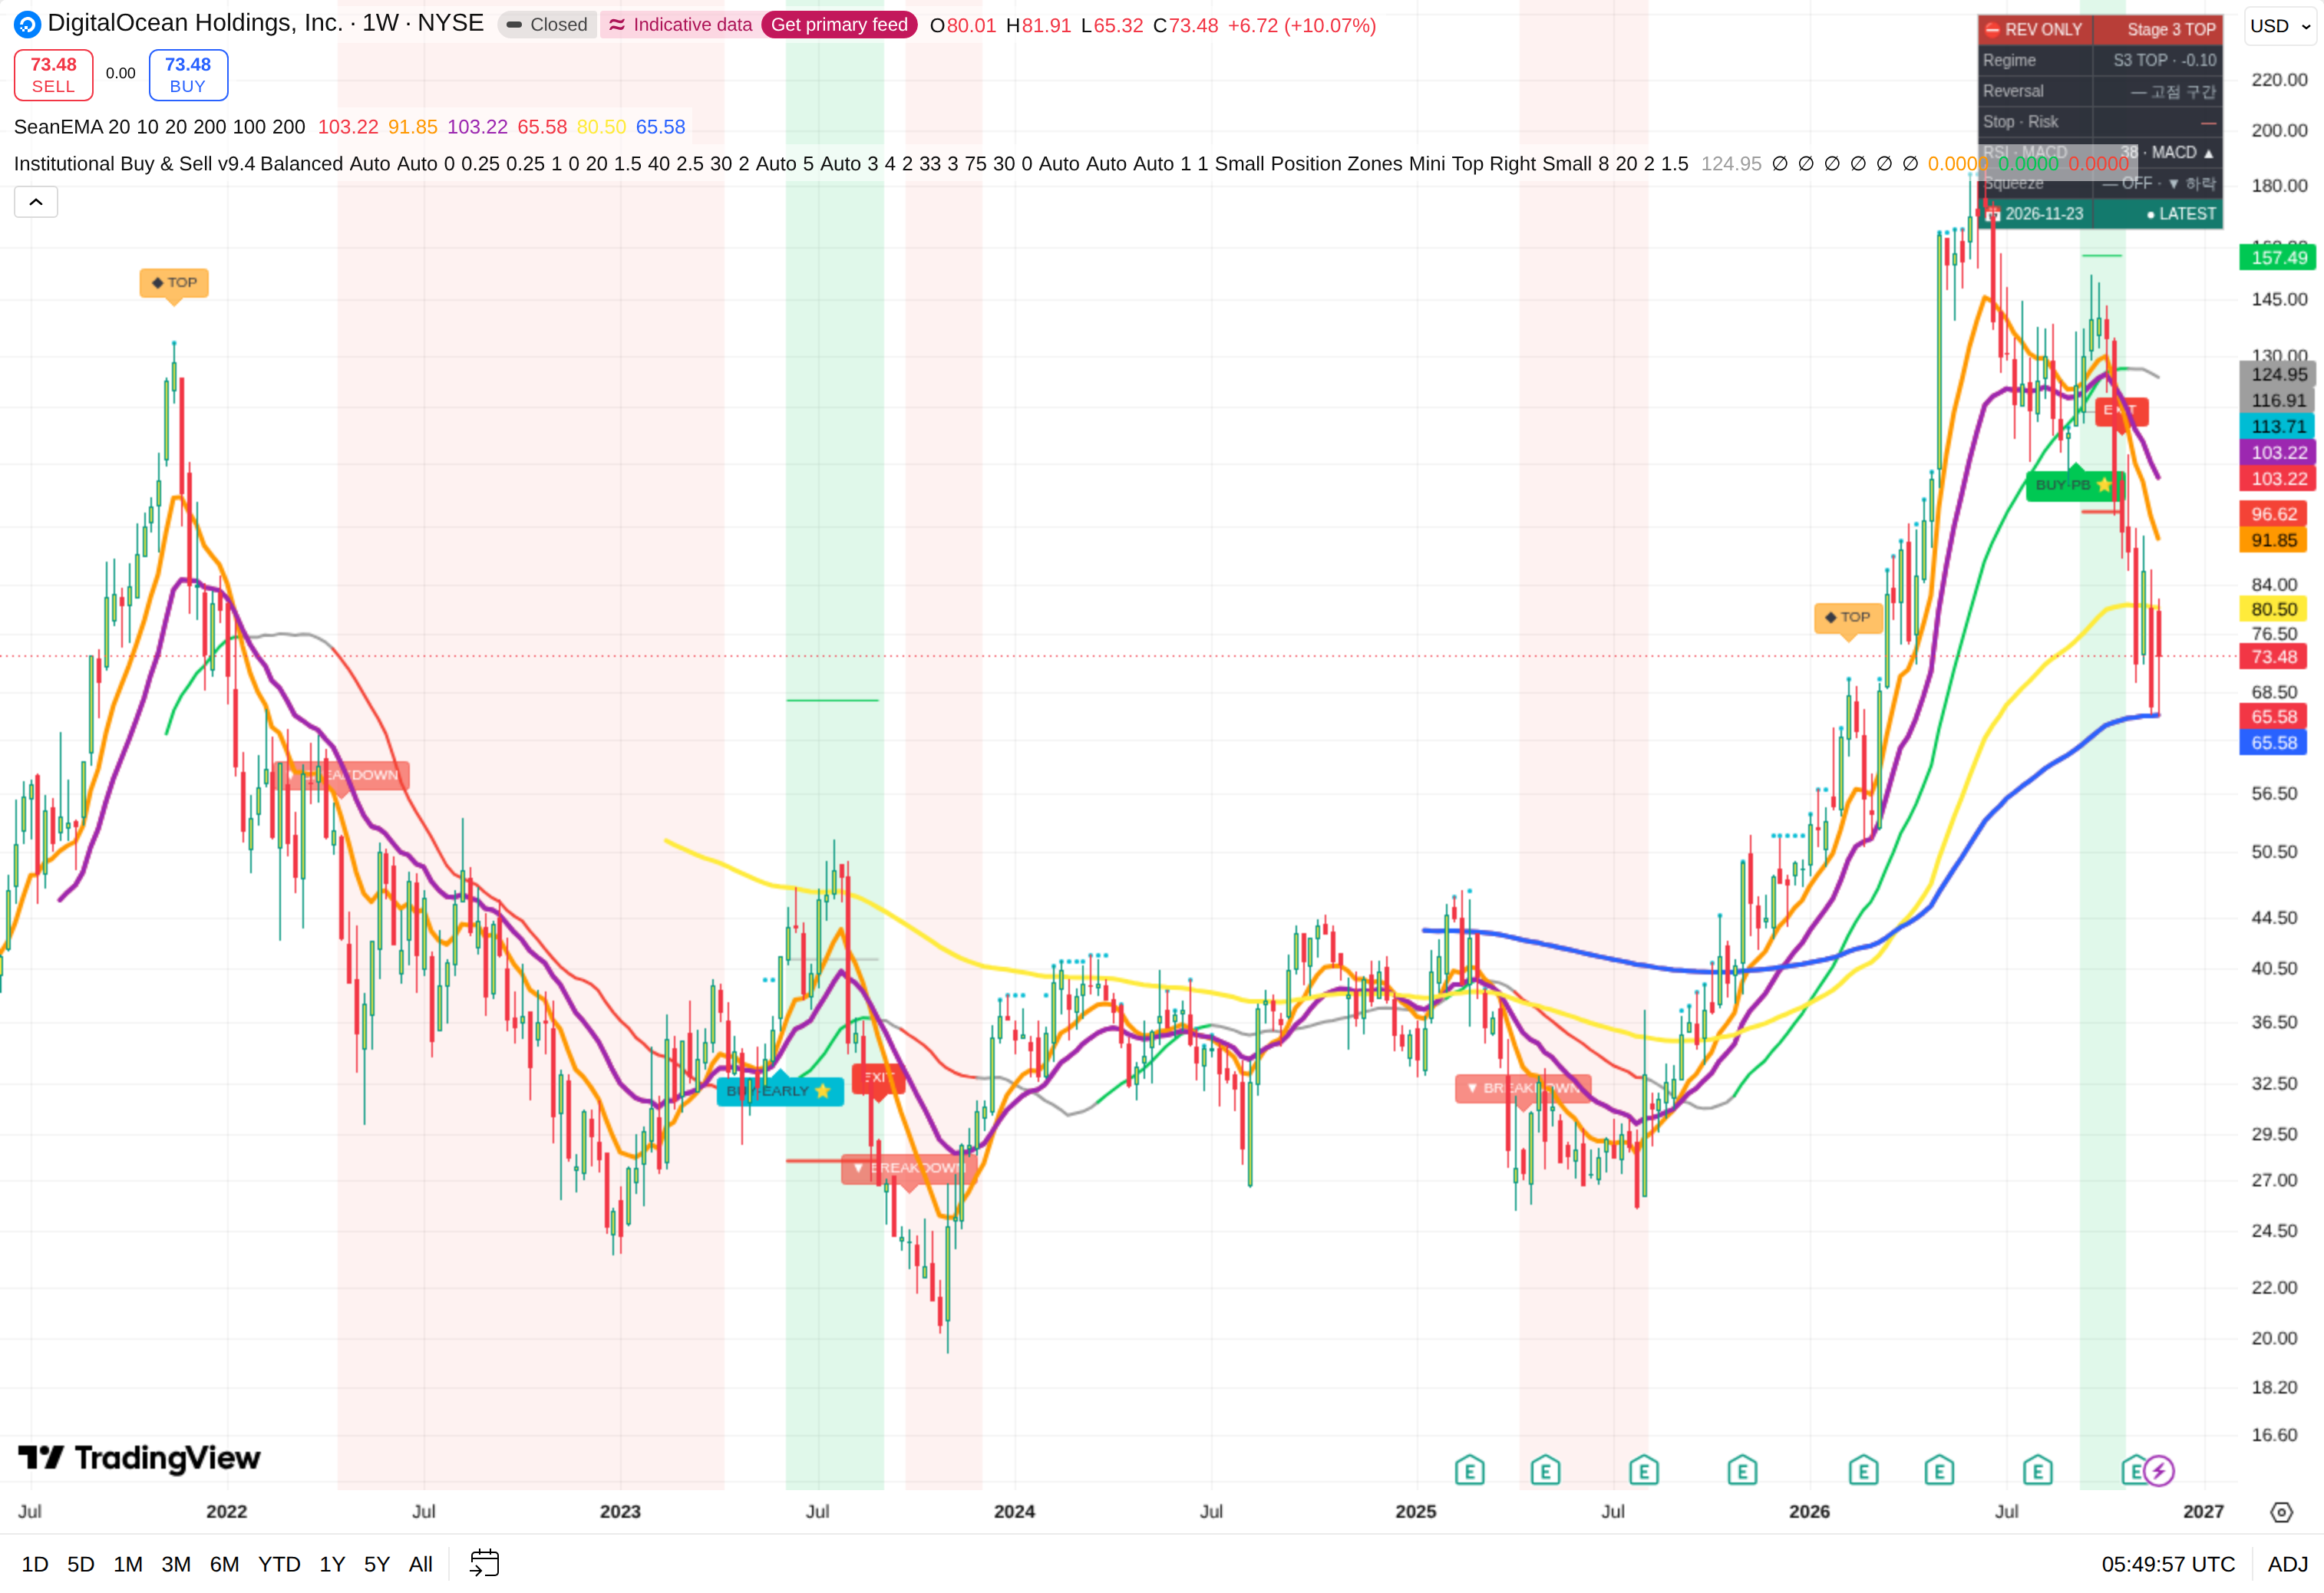 DigitalOcean Holdings, Inc. · 1W · NYSE Closed Indicative data Get primary feed O80.01 H81.91 L65.32 C73.48 +6.72 (+10.07%)
USD
73.48 SELL
0.00
73.48 BUY
SeanEMA 20 10 20 200 100 200 103.22 91.85 103.22 65.58 80.50 65.58
Institutional Buy & Sell v9.4 Balanced Auto Auto 0 0.25 0.25 1 0 20 1.5 40 2.5 30 2 Auto 5 Auto 3 4 2 33 3 75 30 0 Auto Auto Auto 1 1 Small Position Zones Mini Top Right Small 8 20 2 1.5 124.95 ∅ ∅ ∅ ∅ ∅ ∅ 0.0000 0.0000 0.0000
REV ONLY Stage 3 TOP
Regime S3 TOP · -0.10
Reversal — 고점 구간
Stop · Risk —
RSI · MACD 38 · MACD ▲
Squeeze — OFF · ▼ 하락
2026-11-23 ● LATEST
◆ TOP
BUY-EARLY
EXIT
▼ BREAKDOWN
▼ BREAKDOWN
◆ TOP
BUY-PB
220.00
200.00
180.00
157.49
145.00
130.00
124.95
116.91
113.71
103.22
103.22
96.62
91.85
84.00
80.50
76.50
73.48
68.50
65.58
65.58
56.50
50.50
44.50
40.50
36.50
32.50
29.50
27.00
24.50
22.00
20.00
18.20
16.60
TradingView
E E E E E E E E
Jul 2022 Jul 2023 Jul 2024 Jul 2025 Jul 2026 Jul 2027
1D 5D 1M 3M 6M YTD 1Y 5Y All
05:49:57 UTC ADJ